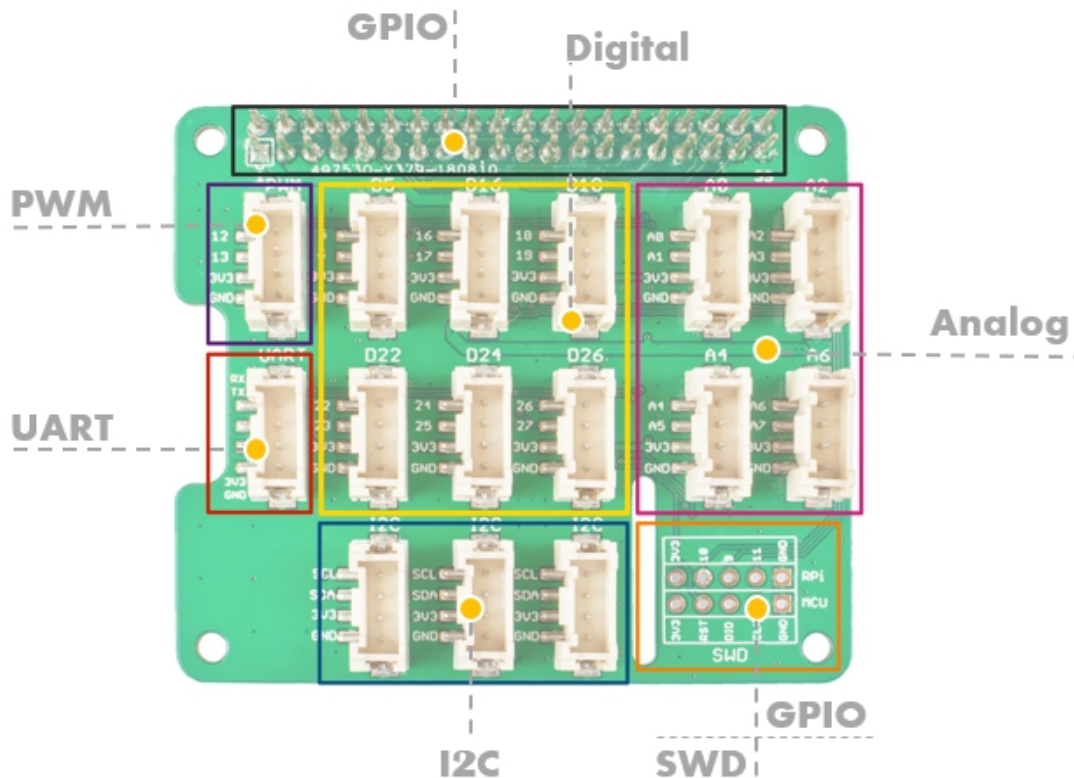 GPIO
Digital
497530-Y379-1808i0
PWM
D16
D18
A0
A2
PWM
12
13
3V3
GND
16
17
3V3
GND
18
19
3V3
GND
A0
A1
3V3
GND
A2
A3
3V3
GND
Analog
UART
D22
D24
D26
A4
A6
UART
RX
TX
3V3
GND
22
23
3V3
GND
24
25
3V3
GND
26
27
3V3
GND
A4
A5
3V3
GND
A6
A7
3V3
GND
I2C
I2C
I2C
SCL
SDA
3V3
GND
SCL
SDA
3V3
GND
SCL
SDA
3V3
GND
3V3
10
9
11
GND
RPi
MCU
3V3
RST
DIO
GND
SWD
GPIO
I2C
SWD